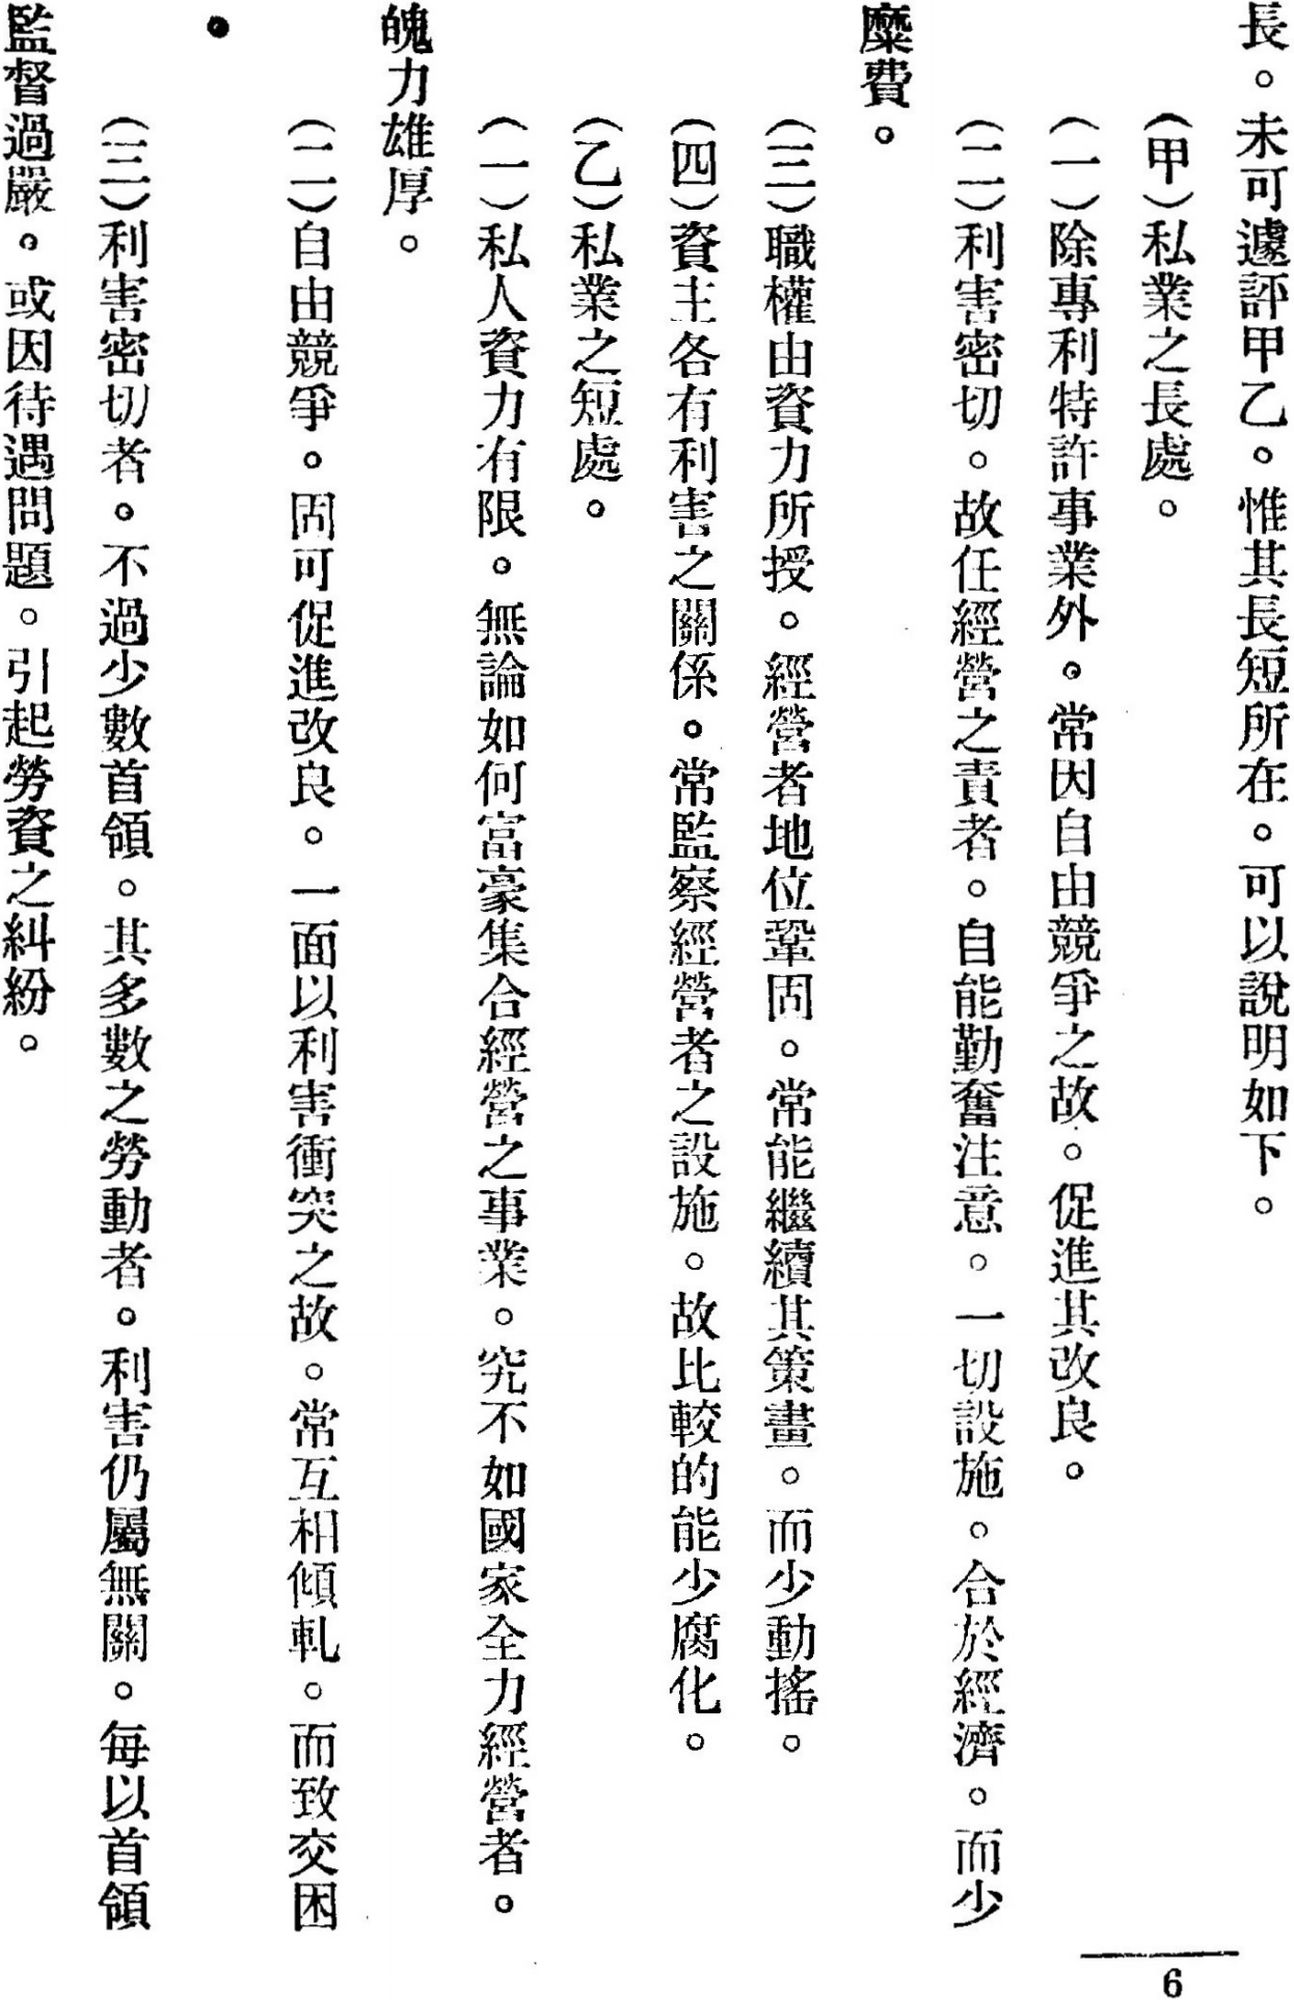 長。未可遽評甲乙。惟其長短所在。可以說明如下。
(甲)私業之長處。
(一)除專利特許事業外。常因自由競爭之故。促進其改良。
(二)利害密切。故任經營之責者。自能勤奮注意。一切設施。合於經濟。而少
糜費。
(三)職權由資力所授。經營者地位鞏固。常能繼續其策畫。而少動搖。
(四)資主各有利害之關係。常監察經營者之設施。故比較的能少腐化。
(乙)私業之短處。
(一)私人資力有限。無論如何富豪集合經營之事業。究不如國家全力經營者。
魄力雄厚。
(二)自由競爭。固可促進改良。一面以利害衝突之故。常互相傾軋。而致交困
。
(三)利害密切者。不過少數首領。其多數之勞動者。利害仍屬無關。每以首領
監督過嚴。或因待遇問題。引起勞資之糾紛。
6